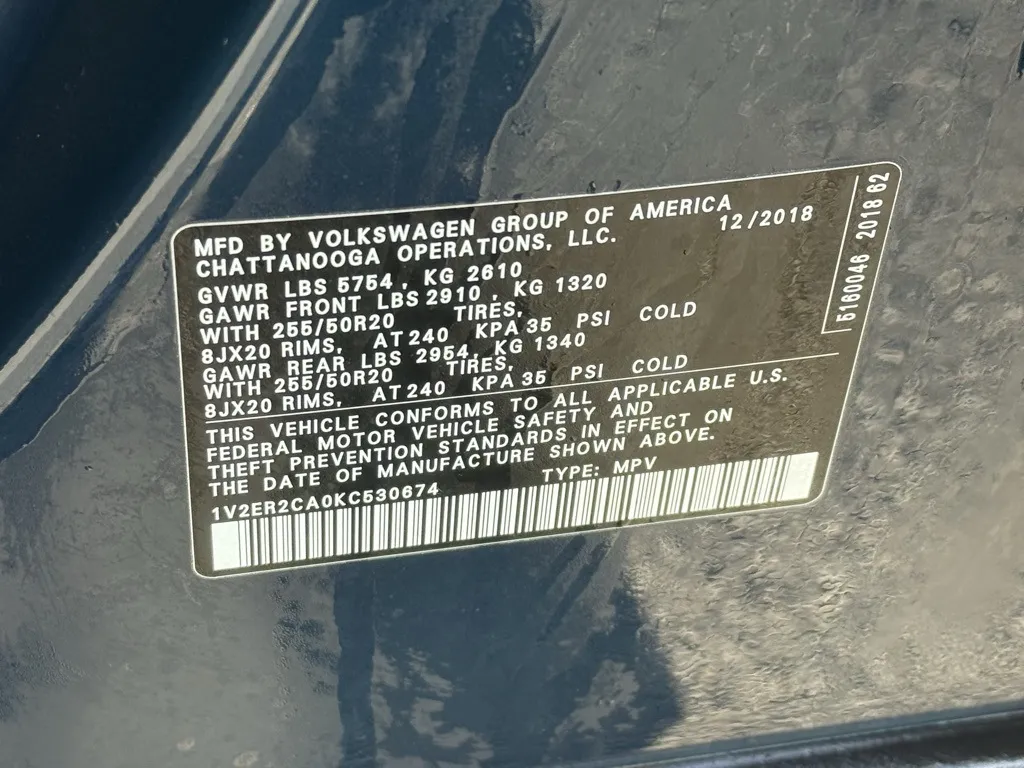 MFD BY VOLKSWAGEN GROUP OF AMERICA
CHATTANOOGA OPERATIONS, LLC. 12/2018
GVWR LBS 5754, KG 2610
GAWR FRONT LBS 2910, KG 1320
WITH 255/50R20 TIRES,
8JX20 RIMS, AT 240 KPA 35 PSI COLD
GAWR REAR LBS 2954, KG 1340
WITH 255/50R20 TIRES,
8JX20 RIMS, AT 240 KPA 35 PSI COLD
THIS VEHICLE CONFORMS TO ALL APPLICABLE U.S.
FEDERAL MOTOR VEHICLE SAFETY AND
THEFT PREVENTION STANDARDS IN EFFECT ON
THE DATE OF MANUFACTURE SHOWN ABOVE.
1V2ER2CA0KC530674 TYPE: MPV
5160046 2018 62